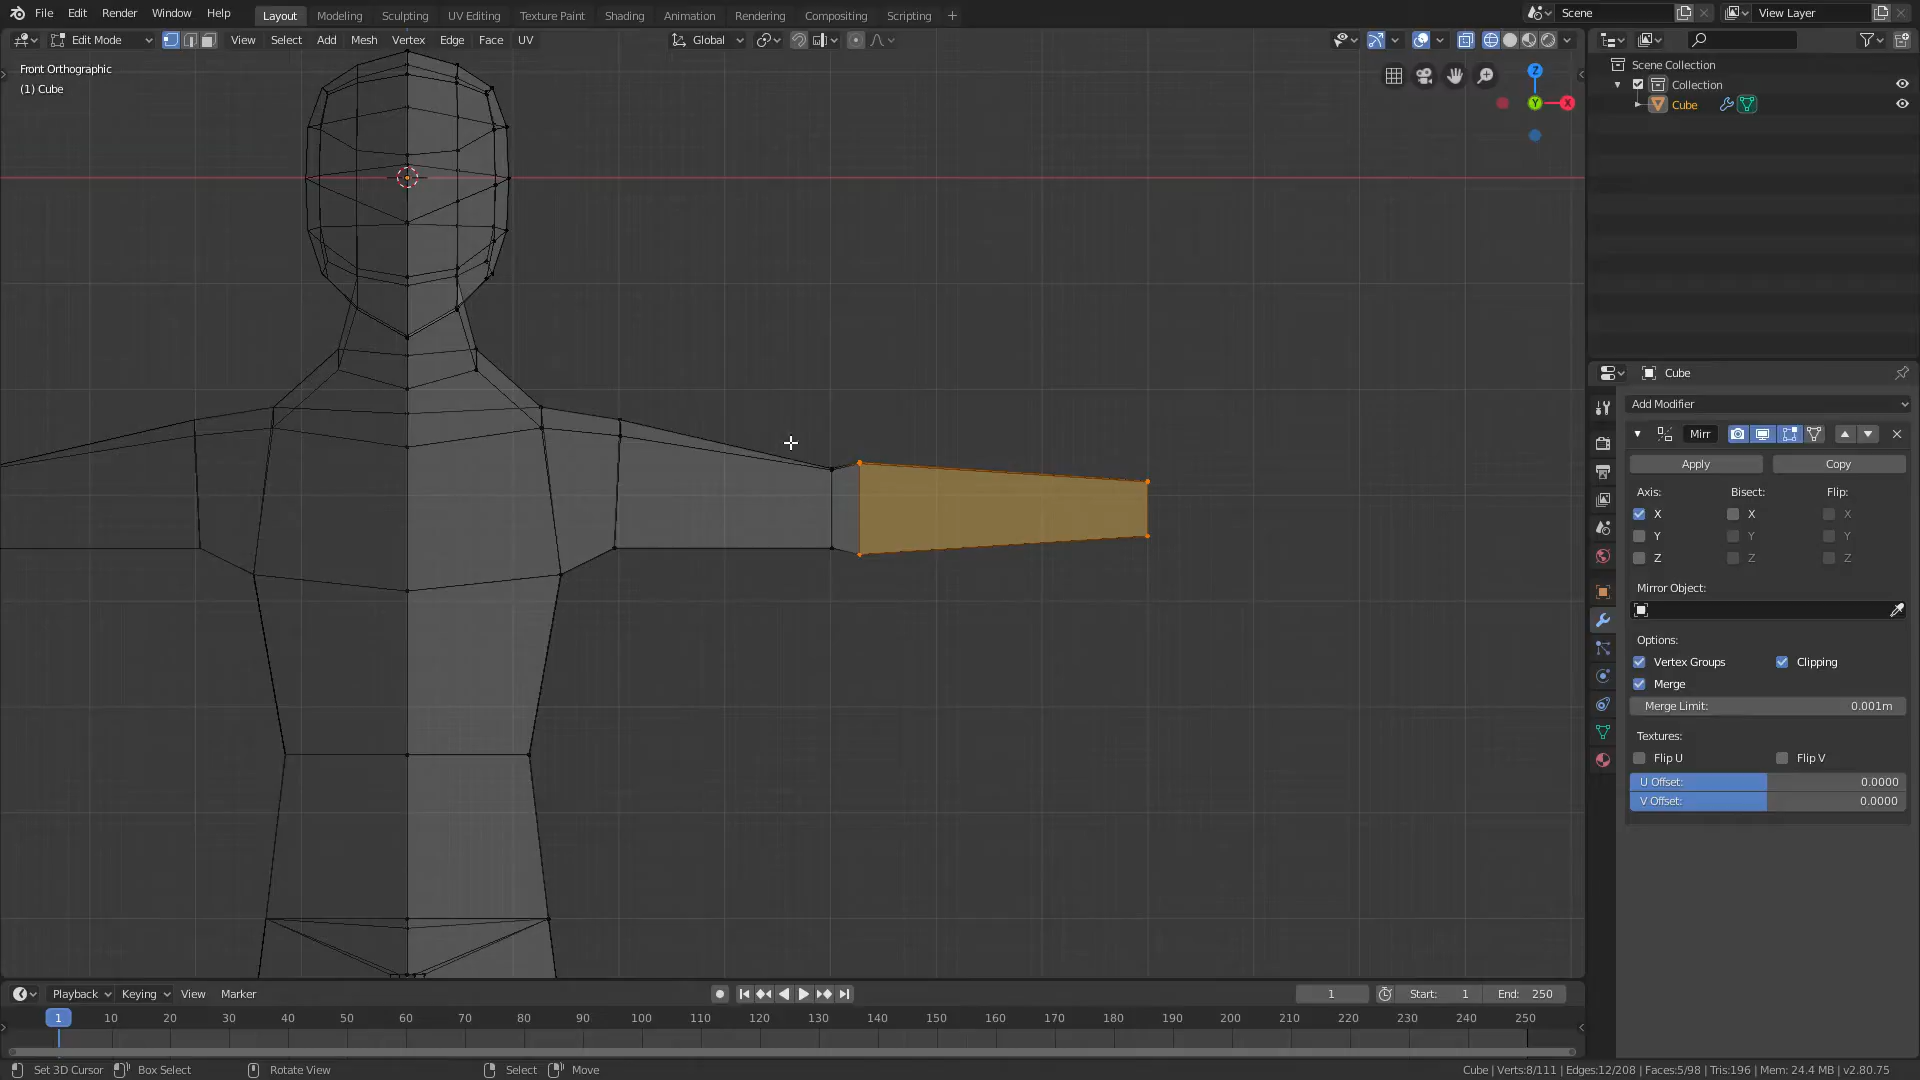 File Edit Render Window Help Layout Modeling Sculpting UV Editing Texture Paint Shading Animation Rendering Compositing Scripting + Scene View Layer
Edit Mode View Select Add Mesh Vertex Edge Face UV Global
Front Orthographic
(1) Cube
Z
Y X
Scene Collection
Collection
Cube
Cube
Add Modifier
Mirr
Apply Copy
Axis: Bisect: Flip:
X X X
Y Y Y
Z Z Z
Mirror Object:
Options:
Vertex Groups Clipping
Merge
Merge Limit: 0.001m
Textures:
Flip U Flip V
U Offset: 0.0000
V Offset: 0.0000
Playback Keying View Marker 1 Start: 1 End: 250
1 10 20 30 40 50 60 70 80 90 100 110 120 130 140 150 160 170 180 190 200 210 220 230 240 250
Set 3D Cursor Box Select Rotate View Select Move Cube | Verts:8/111 | Edges:12/208 | Faces:5/98 | Tris:196 | Mem: 24.4 MB | v2.80.75